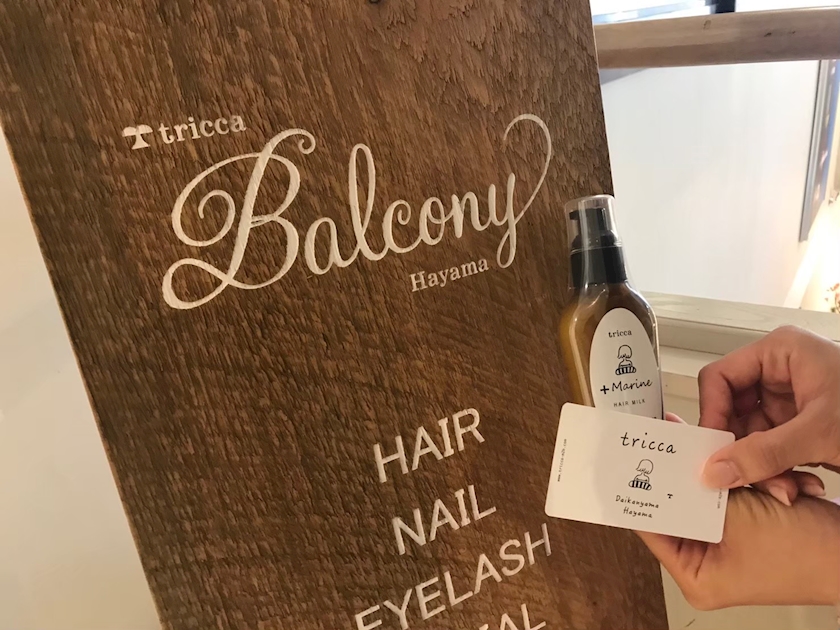 tricca
Balcony
Hayama
HAIR
NAIL
EYELASH
tricca
+Marine
HAIR MILK
tricca
Daikanyama
Hayama